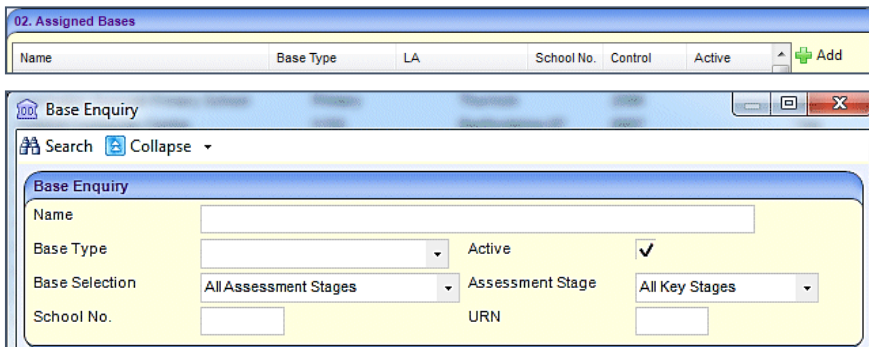 02. Assigned Bases
Name Base Type LA School No. Control Active Add
Base Enquiry
Search Collapse
Base Enquiry
Name
Base Type Active
Base Selection All Assessment Stages Assessment Stage All Key Stages
School No. URN